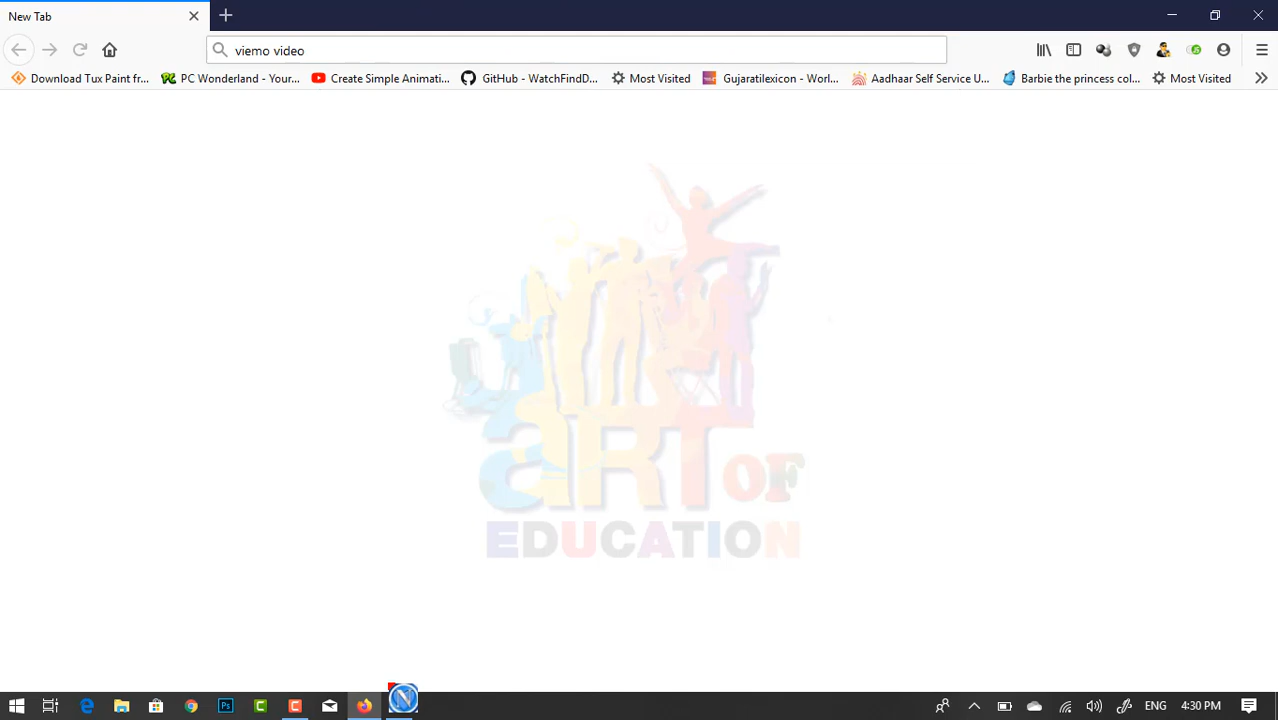 New Tab
viemo video
Download Tux Paint fr... PC Wonderland - Your... Create Simple Animati... GitHub - WatchFindD... Most Visited Gujaratilexicon - Worl... Aadhaar Self Service U... Barbie the princess col... Most Visited
aRT OF
EDUCATION
Ps
ENG 4:30 PM